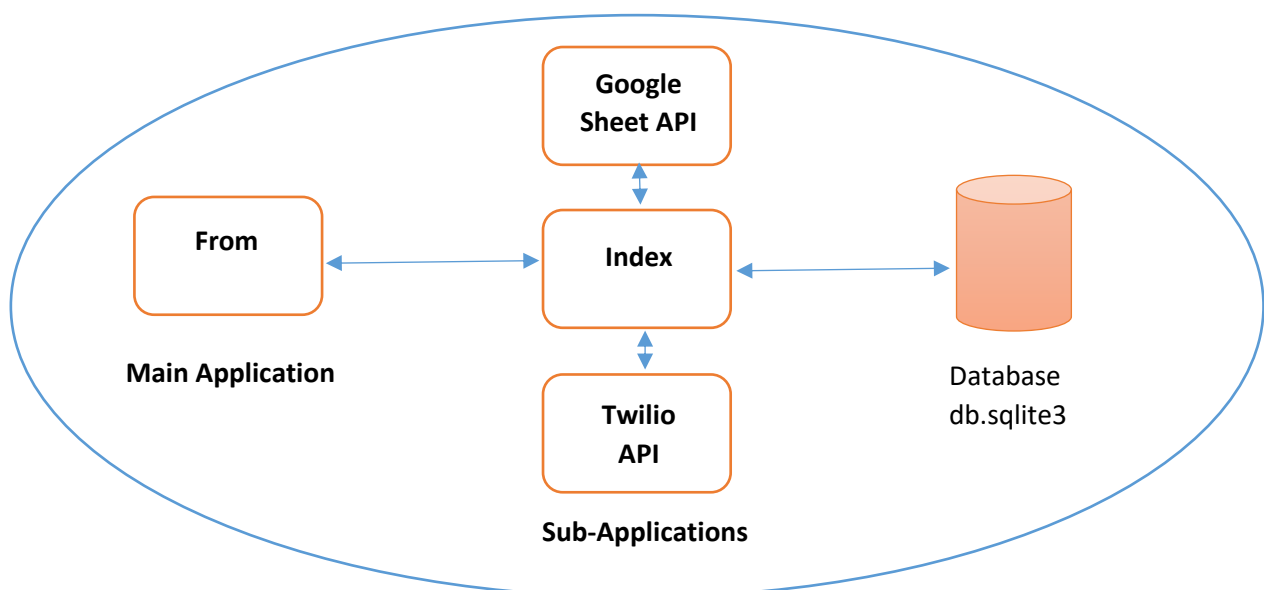 Google
Sheet API
From
Index
Main Application
Database
db.sqlite3
Twilio
API
Sub-Applications